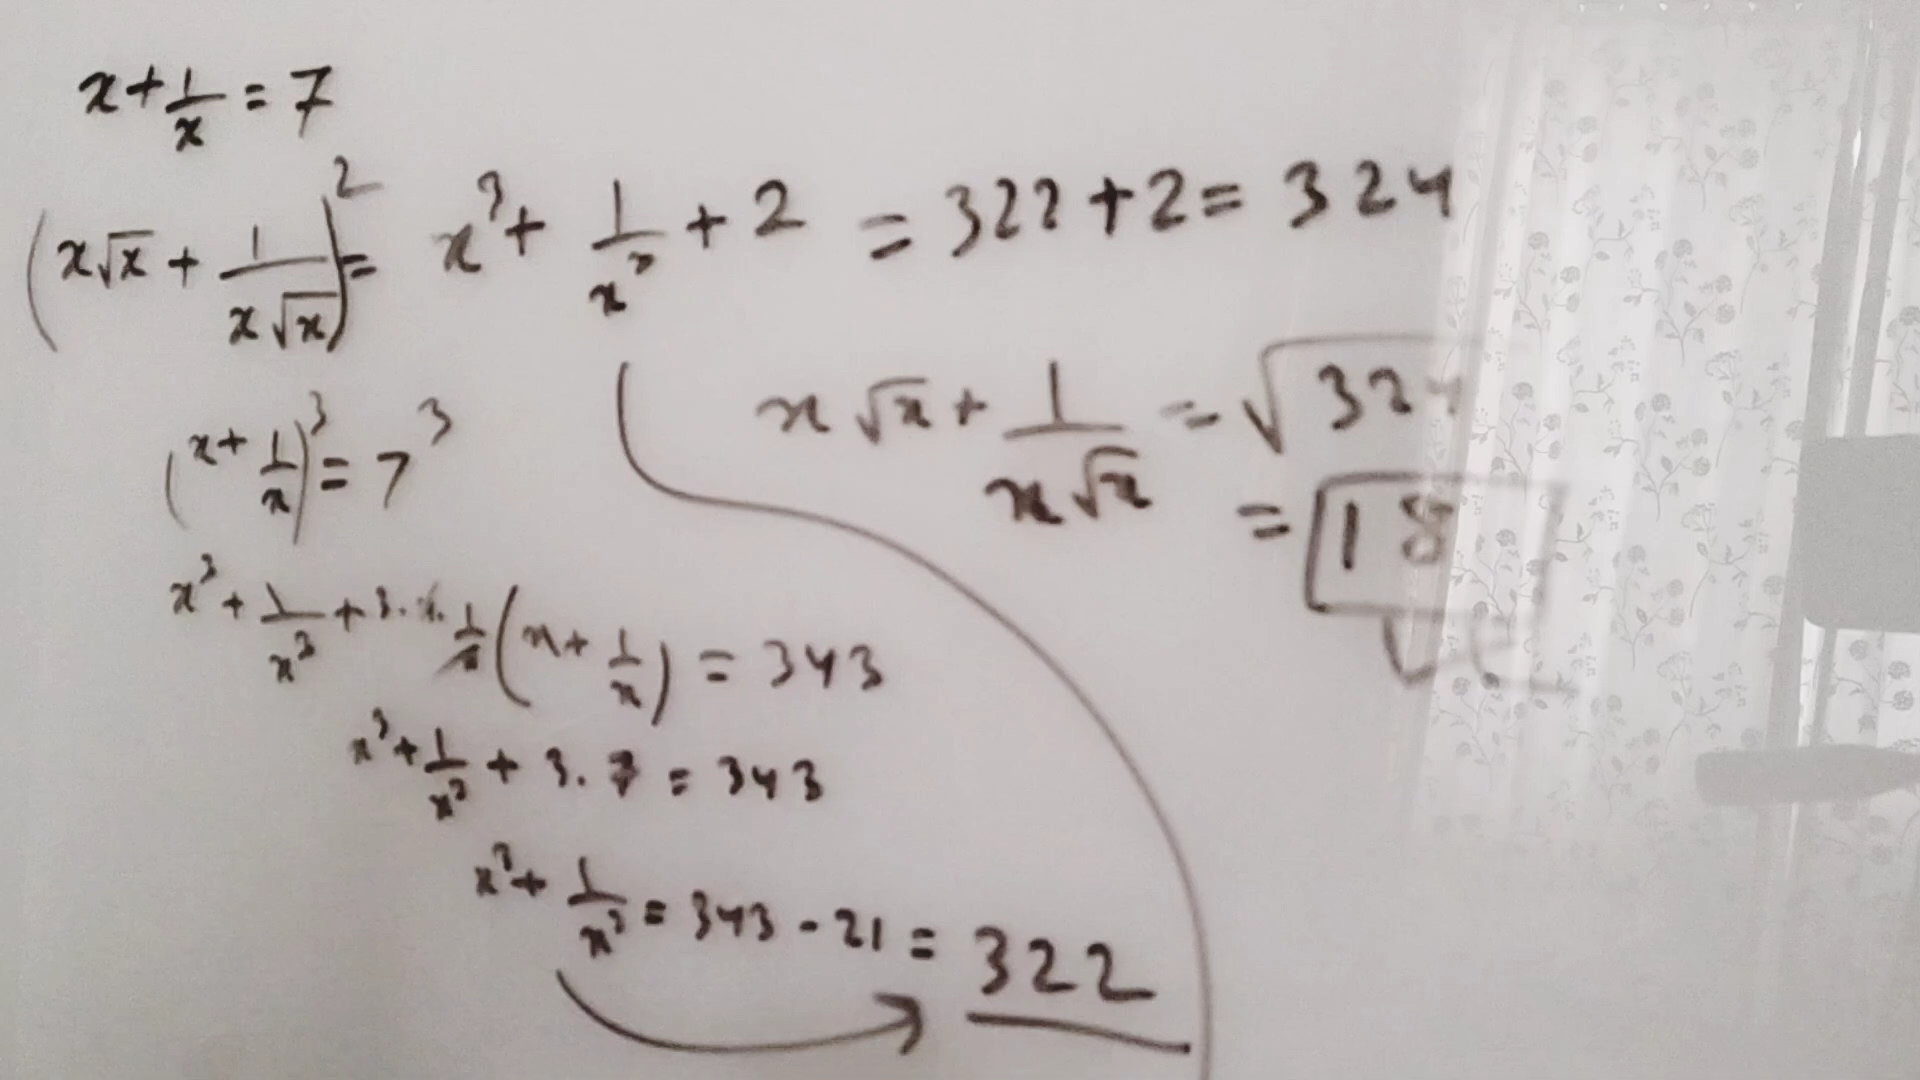 x + 1/x = 7
(x√x + 1/(x√x))² = x³ + 1/x³ + 2 = 322 + 2 = 324
x√x + 1/(x√x) = √324
= 18
(x + 1/x)³ = 7³
x³ + 1/x³ + 3 · x · 1/x (x + 1/x) = 343
x³ + 1/x³ + 3 · 7 = 343
x³ + 1/x³ = 343 - 21 = 322